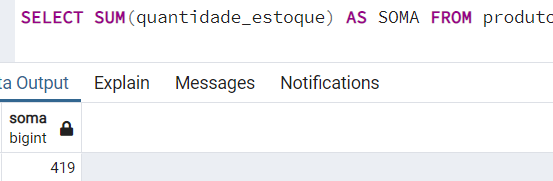 SELECT SUM(quantidade_estoque) AS SOMA FROM produto
ta Output Explain Messages Notifications
soma
bigint
419